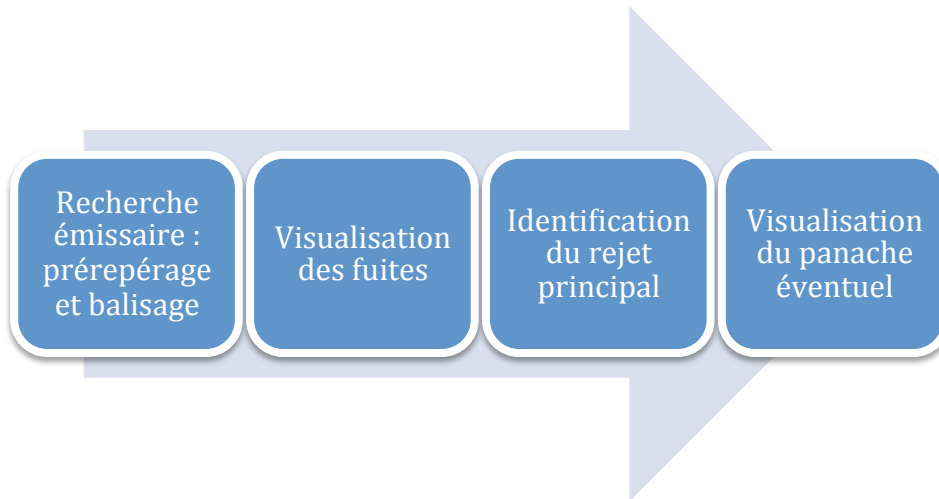 Recherche
émissaire :
prérepérage
et balisage
Visualisation
des fuites
Identification
du rejet
principal
Visualisation
du panache
éventuel